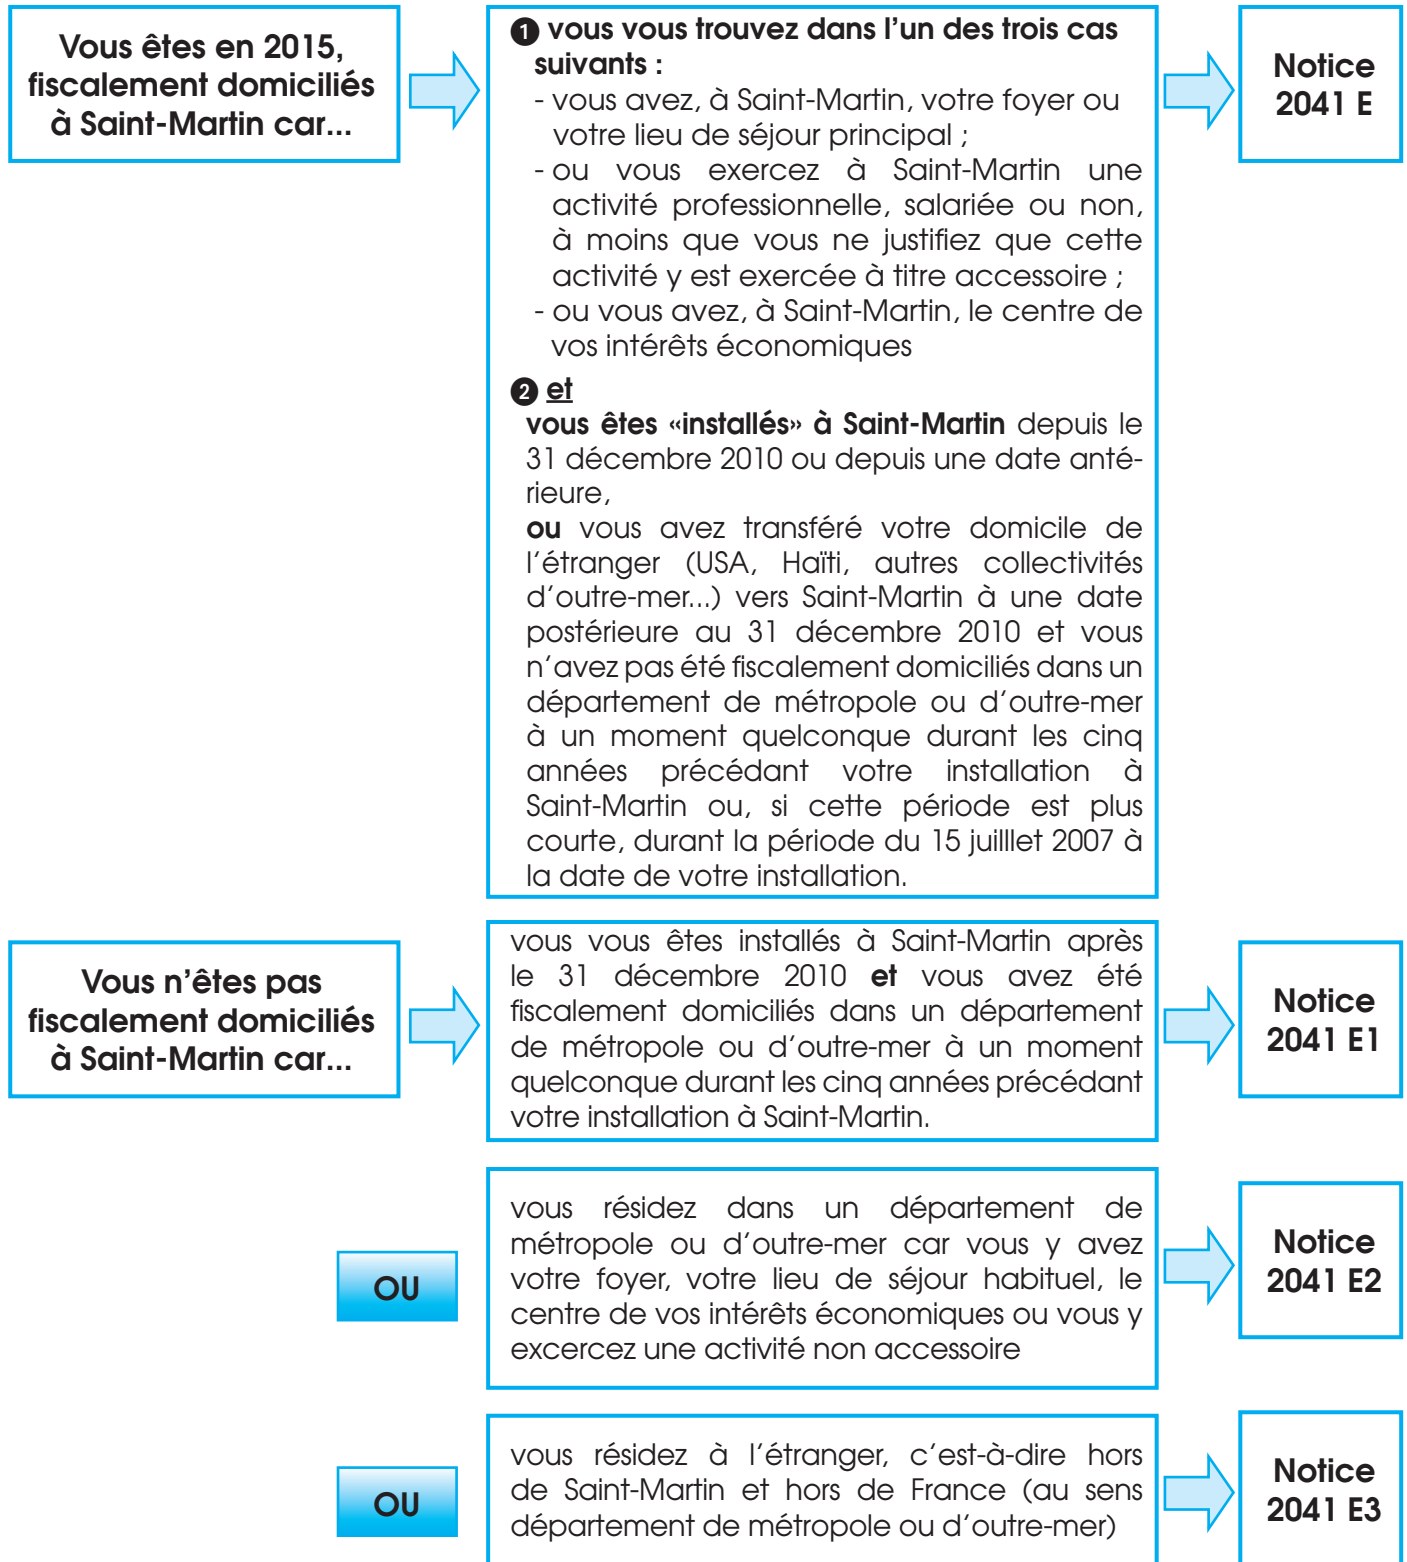 Vous êtes en 2015,
fiscalement domiciliés
à Saint-Martin car...
❶ vous vous trouvez dans l'un des trois cas
suivants :
- vous avez, à Saint-Martin, votre foyer ou
votre lieu de séjour principal ;
- ou vous exercez à Saint-Martin une
activité professionnelle, salariée ou non,
à moins que vous ne justifiez que cette
activité y est exercée à titre accessoire ;
- ou vous avez, à Saint-Martin, le centre de
vos intérêts économiques
❷ et
vous êtes «installés» à Saint-Martin depuis le
31 décembre 2010 ou depuis une date anté-
rieure,
ou vous avez transféré votre domicile de
l'étranger (USA, Haïti, autres collectivités
d'outre-mer...) vers Saint-Martin à une date
postérieure au 31 décembre 2010 et vous
n'avez pas été fiscalement domiciliés dans un
département de métropole ou d'outre-mer
à un moment quelconque durant les cinq
années précédant votre installation à
Saint-Martin ou, si cette période est plus
courte, durant la période du 15 juilllet 2007 à
la date de votre installation.
Notice
2041 E
Vous n'êtes pas
fiscalement domiciliés
à Saint-Martin car...
vous vous êtes installés à Saint-Martin après
le 31 décembre 2010 et vous avez été
fiscalement domiciliés dans un département
de métropole ou d'outre-mer à un moment
quelconque durant les cinq années précédant
votre installation à Saint-Martin.
Notice
2041 E1
OU
vous résidez dans un département de
métropole ou d'outre-mer car vous y avez
votre foyer, votre lieu de séjour habituel, le
centre de vos intérêts économiques ou vous y
excercez une activité non accessoire
Notice
2041 E2
OU
vous résidez à l'étranger, c'est-à-dire hors
de Saint-Martin et hors de France (au sens
département de métropole ou d'outre-mer)
Notice
2041 E3